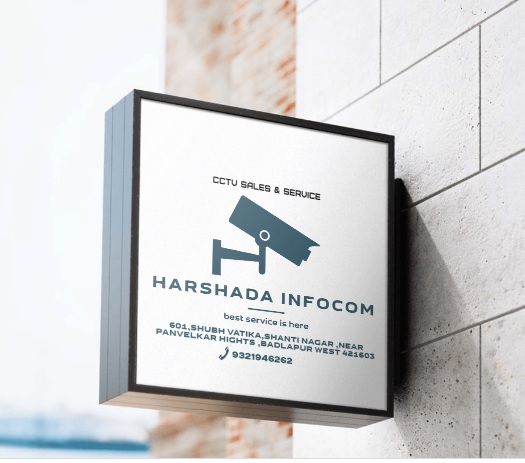 CCTV SALES & SERVICE
HARSHADA INFOCOM
best service is here
601,SHUBH VATIKA,SHANTI NAGAR ,NEAR
PANVELKAR HIGHTS ,BADLAPUR WEST 421603
9321946262